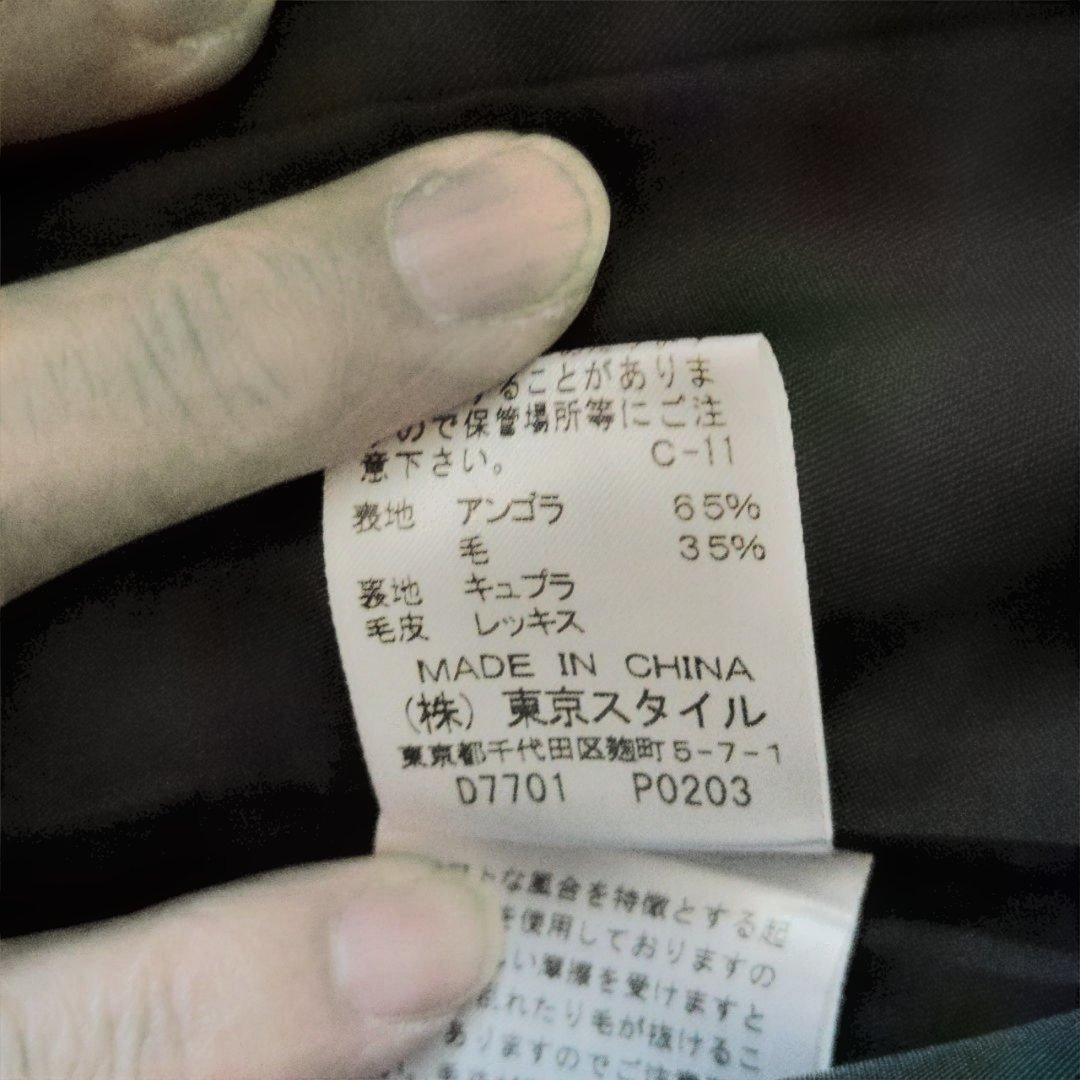 ることがありま
ので保管場所等にご注
意下さい。 C-11
表地 アンゴラ 65%
毛 35%
裏地 キュプラ
毛皮 レッキス
MADE IN CHINA
(株) 東京スタイル
東京都千代田区麹町5-7-1
D7701 P0203
な風合を特徴とする起
を使用しておりますの
しい摩擦を受けますと
れたり毛が抜けるこ
ありますのでご注意